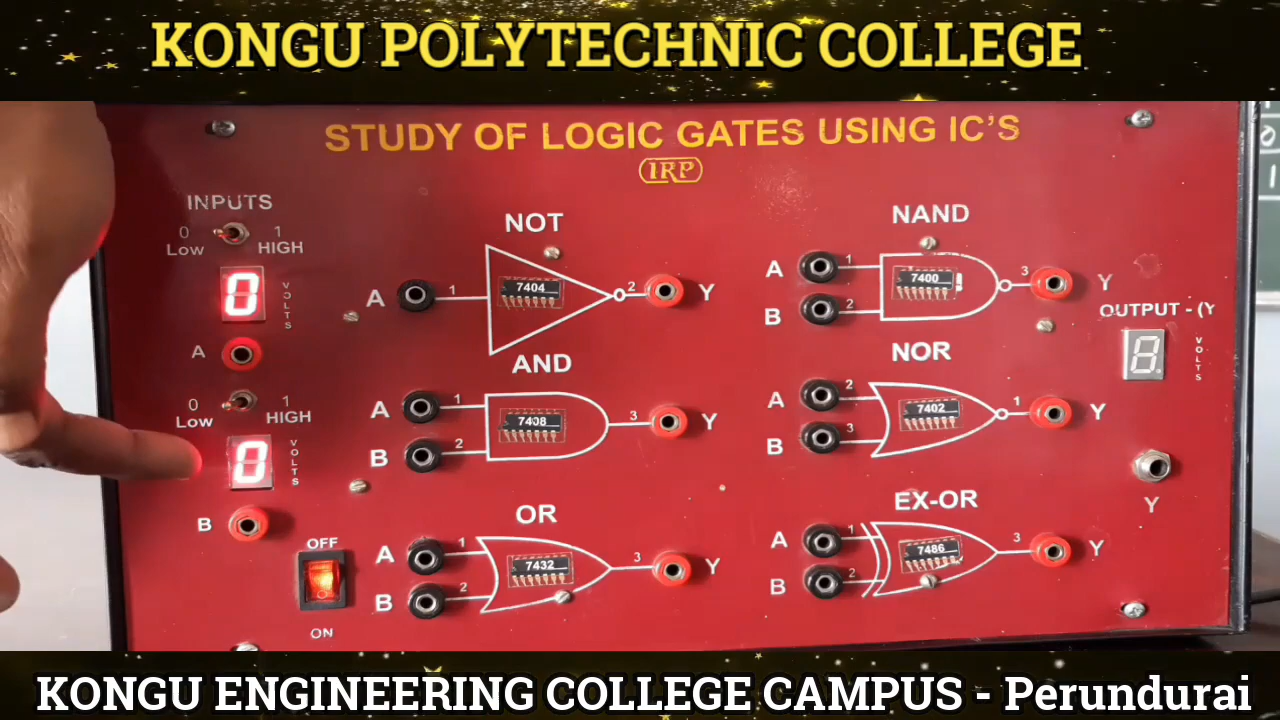 KONGU POLYTECHNIC COLLEGE
STUDY OF LOGIC GATES USING IC'S
IRP
INPUTS
0 1
Low HIGH
0
VOLTS
A
0 1
Low HIGH
0
VOLTS
B
OFF
ON
NOT
A 1 7404 2 Y
AND
A 1
B 2
7408
3 Y
OR
A 1
B 2
7432
3 Y
NAND
A 1
B 2
7400
3 Y
NOR
A 2
B 3
7402
1 Y
EX-OR
A 1
B 2
7486
3 Y
OUTPUT - (Y
VOLTS
Y
KONGU ENGINEERING COLLEGE CAMPUS - Perundurai